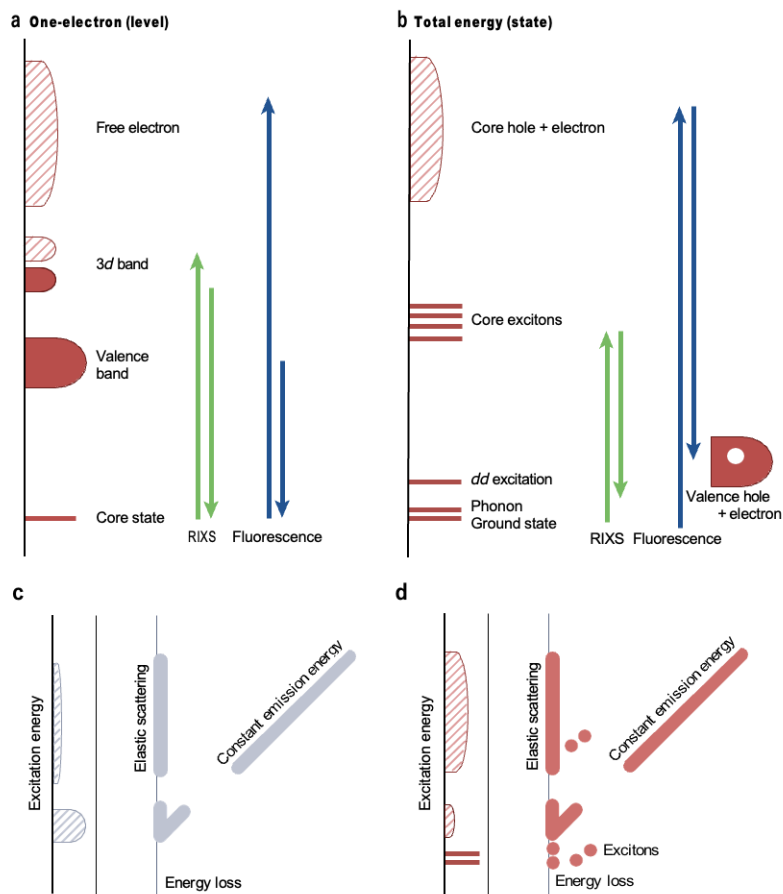 a One-electron (level)
Free electron
3d band
Valence
band
Core state
RIXS
Fluorescence
b Total energy (state)
Core hole + electron
Core excitons
dd excitation
Phonon
Ground state
Valence hole
+ electron
RIXS
Fluorescence
c
Excitation energy
Elastic scattering
Constant emission energy
Energy loss
d
Excitation energy
Elastic scattering
Constant emission energy
Excitons
Energy loss